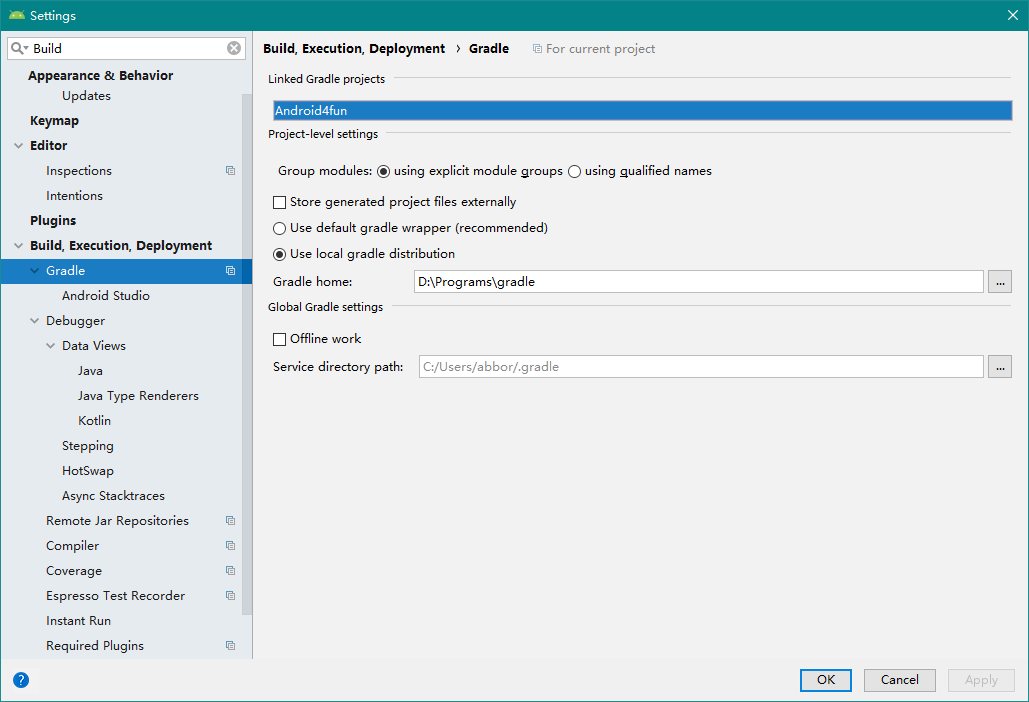 Settings
Build
Appearance & Behavior
Updates
Keymap
Editor
Inspections
Intentions
Plugins
Build, Execution, Deployment
Gradle
Android Studio
Debugger
Data Views
Java
Java Type Renderers
Kotlin
Stepping
HotSwap
Async Stacktraces
Remote Jar Repositories
Compiler
Coverage
Espresso Test Recorder
Instant Run
Required Plugins
Build, Execution, Deployment › Gradle For current project
Linked Gradle projects
Android4fun
Project-level settings
Group modules: using explicit module groups using qualified names
Store generated project files externally
Use default gradle wrapper (recommended)
Use local gradle distribution
Gradle home: D:\Programs\gradle ...
Global Gradle settings
Offline work
Service directory path: C:/Users/abbor/.gradle ...
? OK Cancel Apply